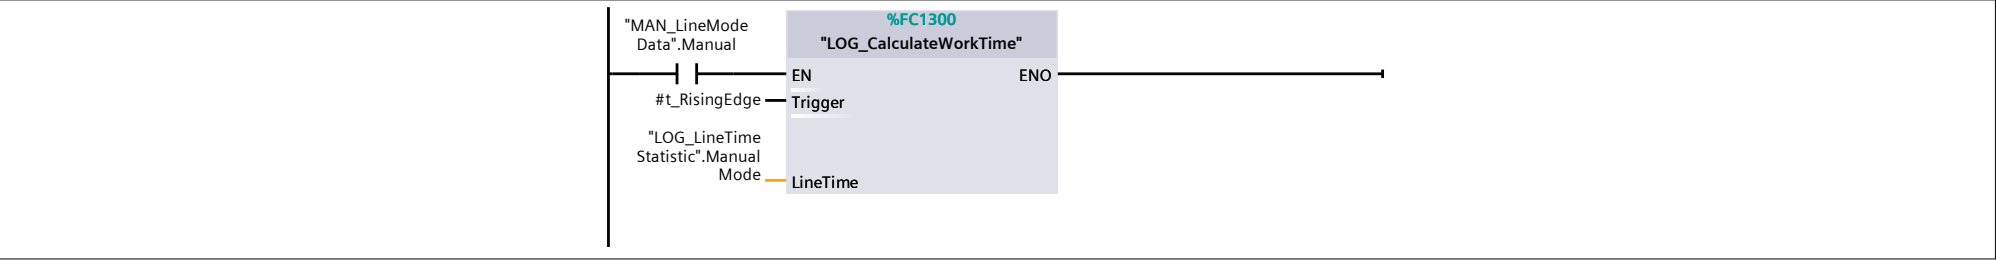 "MAN_LineMode
Data".Manual
%FC1300
"LOG_CalculateWorkTime"
EN
ENO
#t_RisingEdge
Trigger
"LOG_LineTime
Statistic".Manual
Mode
LineTime